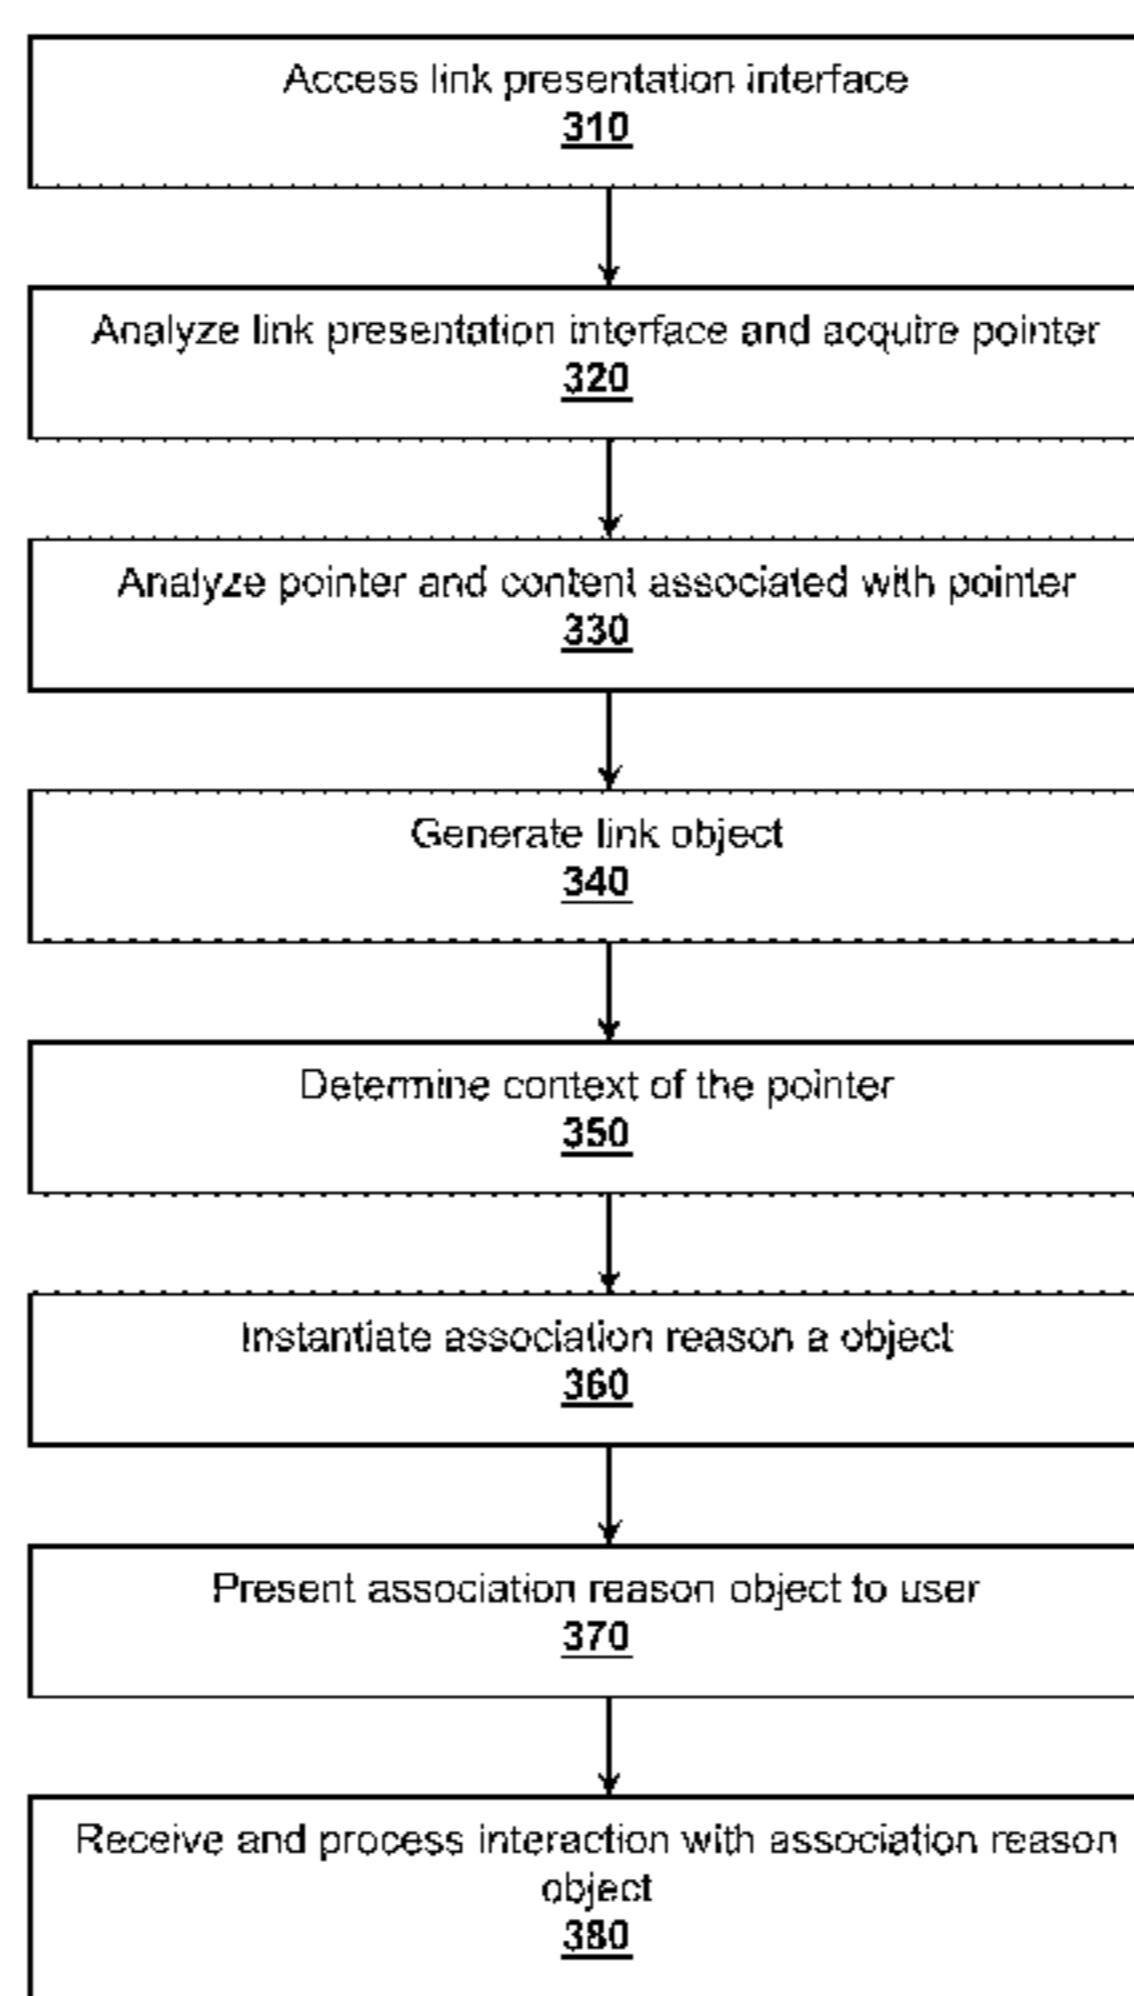 Access link presentation interface
310
Analyze link presentation interface and acquire pointer
320
Analyze pointer and content associated with pointer
330
Generate link object
340
Determine context of the pointer
350
Instantiate association reason a object
360
Present association reason object to user
370
Receive and process interaction with association reason
object
380